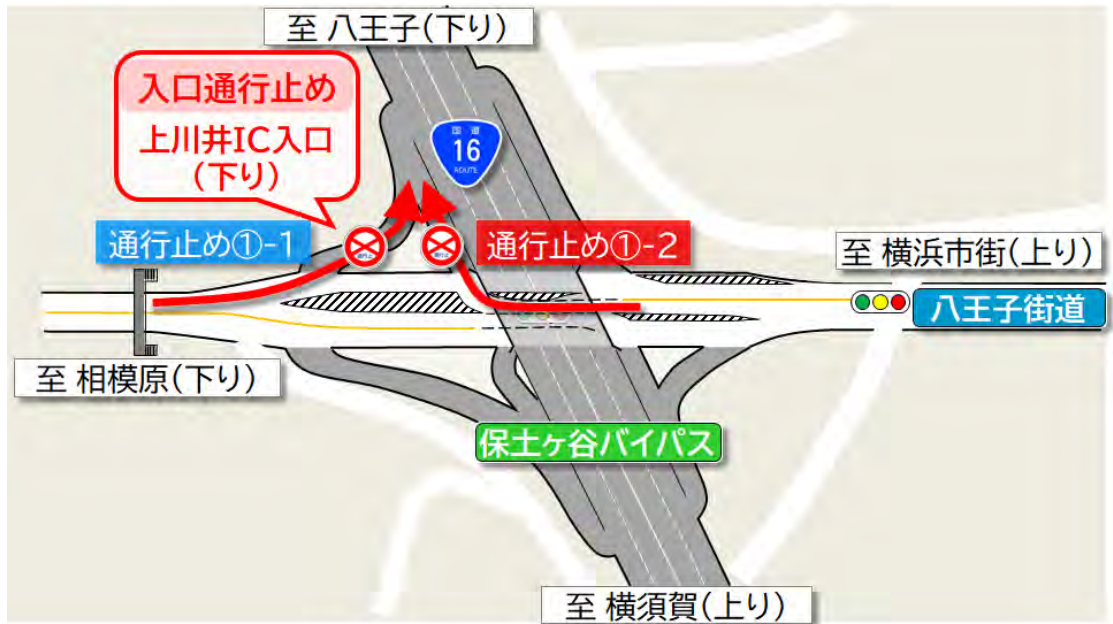 至 八王子(下り)
入口通行止め
上川井IC入口
(下り)
国道
16
ROUTE
通行止め①-1
通行止め①-2
至 横浜市街(上り)
八王子街道
至 相模原(下り)
保土ヶ谷バイパス
至 横須賀(上り)